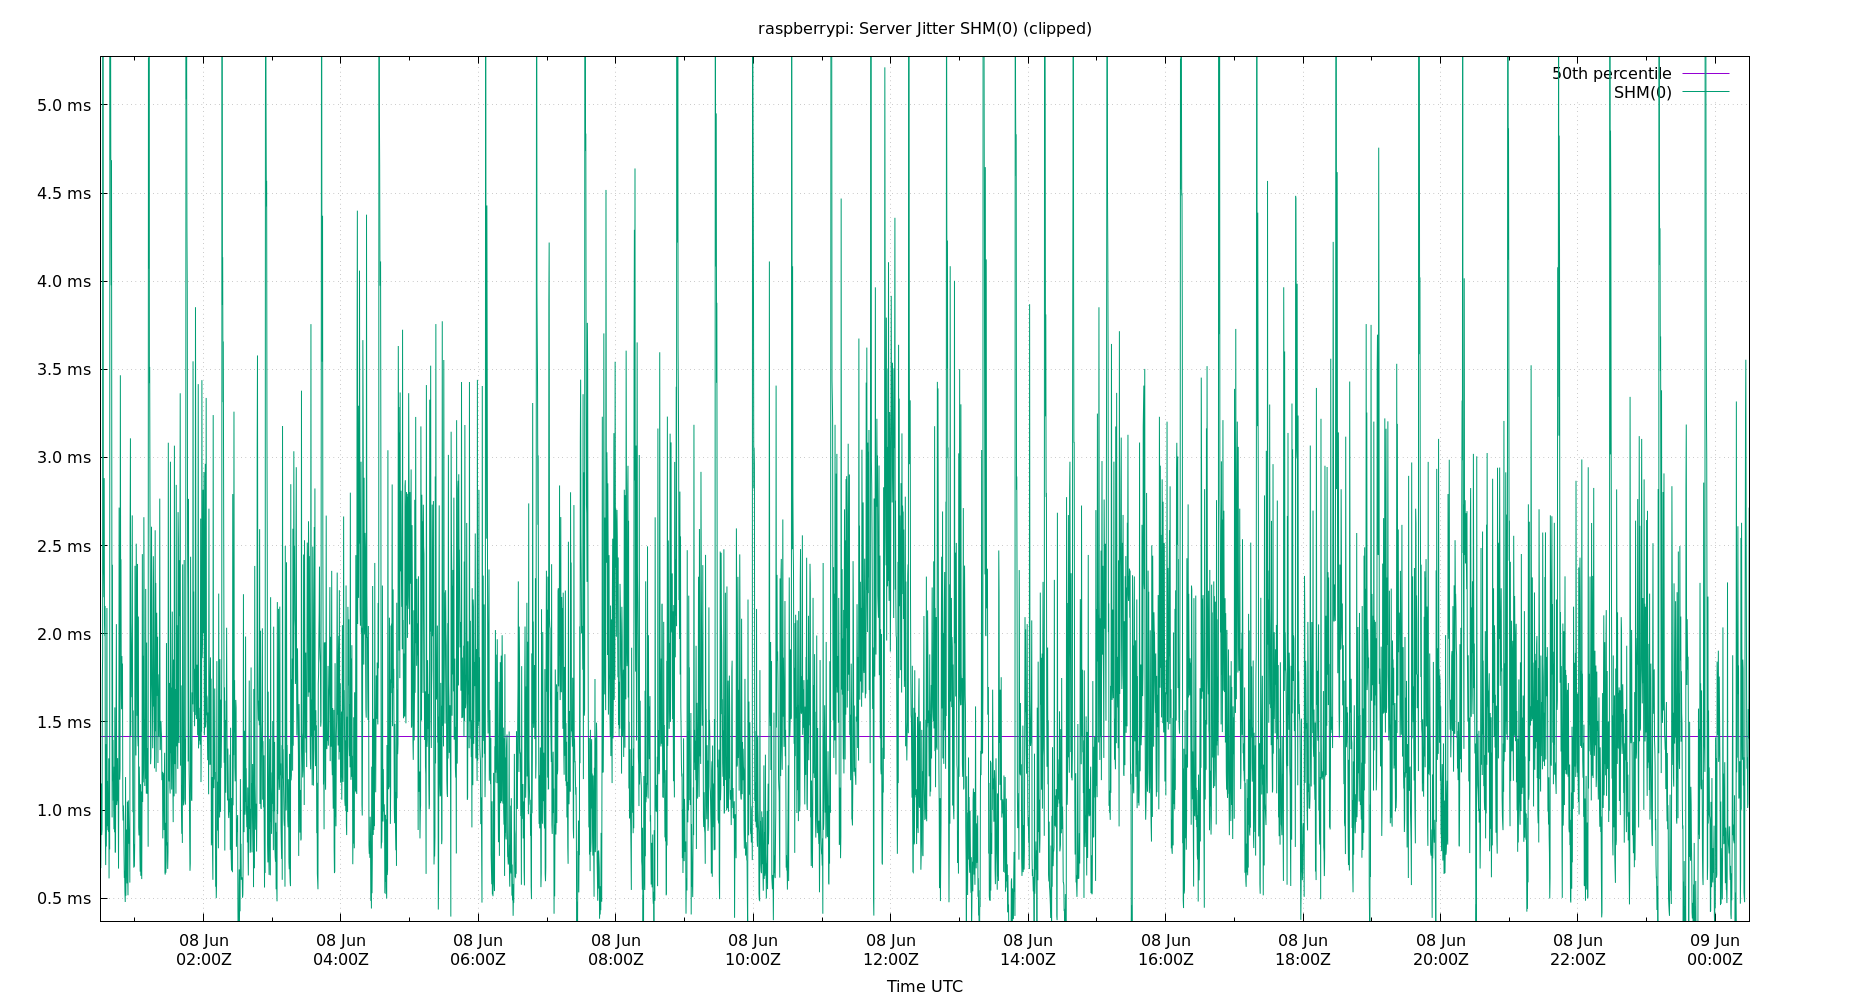 raspberrypi: Server Jitter SHM(0) (clipped)
50th percentile
SHM(0)
5.0 ms
4.5 ms
4.0 ms
3.5 ms
3.0 ms
2.5 ms
2.0 ms
1.5 ms
1.0 ms
0.5 ms
08 Jun 08 Jun 08 Jun 08 Jun 08 Jun 08 Jun 08 Jun 08 Jun 08 Jun 08 Jun 08 Jun 09 Jun
02:00Z 04:00Z 06:00Z 08:00Z 10:00Z 12:00Z 14:00Z 16:00Z 18:00Z 20:00Z 22:00Z 00:00Z
Time UTC